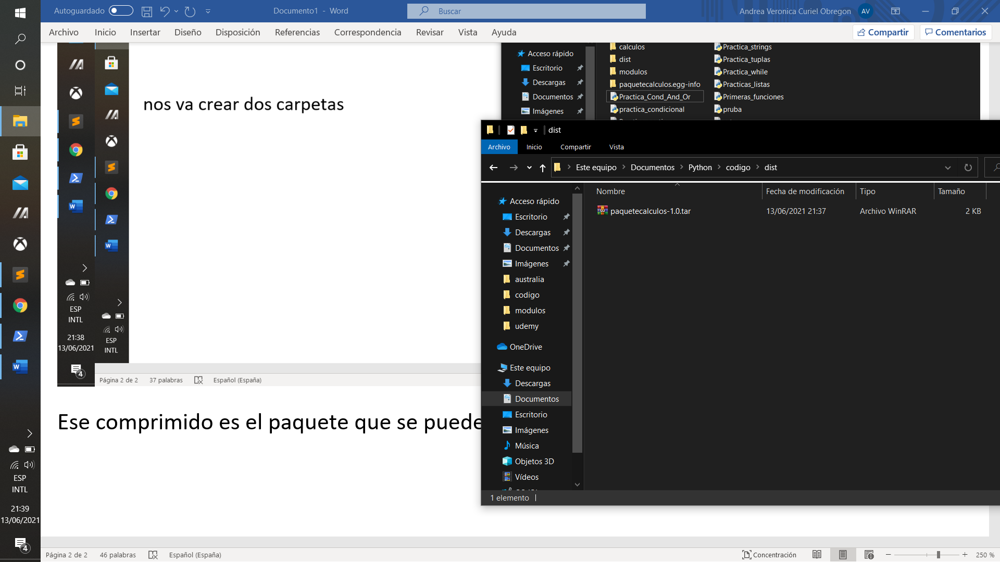 Autoguardado
Documento1 - Word
Buscar
Andrea Veronica Curiel Obregon
AV
Archivo
Inicio
Insertar
Diseño
Disposición
Referencias
Correspondencia
Revisar
Vista
Ayuda
Compartir
Comentarios
nos va crear dos carpetas
ESP
INTL
21:38
13/06/2021
4
ESP
INTL
Página 2 de 2
37 palabras
Español (España)
Acceso rápido
Escritorio
Descargas
Documentos
Imágenes
calculos
dist
modulos
paquetecalculos.egg-info
Practica_Cond_And_Or
practica_condicional
Practica_strings
Practica_tuplas
Practica_while
Practicas_listas
Primeras_funciones
pruba
dist
Archivo
Inicio
Compartir
Vista
Este equipo
Documentos
Python
codigo
dist
Nombre
Fecha de modificación
Tipo
Tamaño
paquetecalculos-1.0.tar
13/06/2021 21:37
Archivo WinRAR
2 KB
Acceso rápido
Escritorio
Descargas
Documentos
Imágenes
australia
codigo
modulos
udemy
OneDrive
Este equipo
Descargas
Documentos
Escritorio
Imágenes
Música
Objetos 3D
Vídeos
1 elemento
Ese comprimido es el paquete que se puede
ESP
INTL
21:39
13/06/2021
4
Página 2 de 2
46 palabras
Español (España)
Concentración
250 %